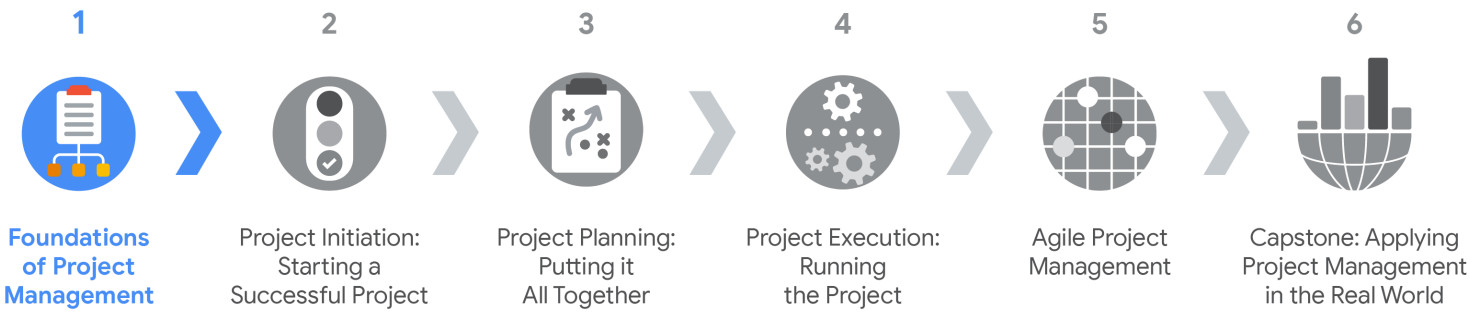 1
2
3
4
5
6
Foundations
of Project
Management
Project Initiation:
Starting a
Successful Project
Project Planning:
Putting it
All Together
Project Execution:
Running
the Project
Agile Project
Management
Capstone: Applying
Project Management
in the Real World